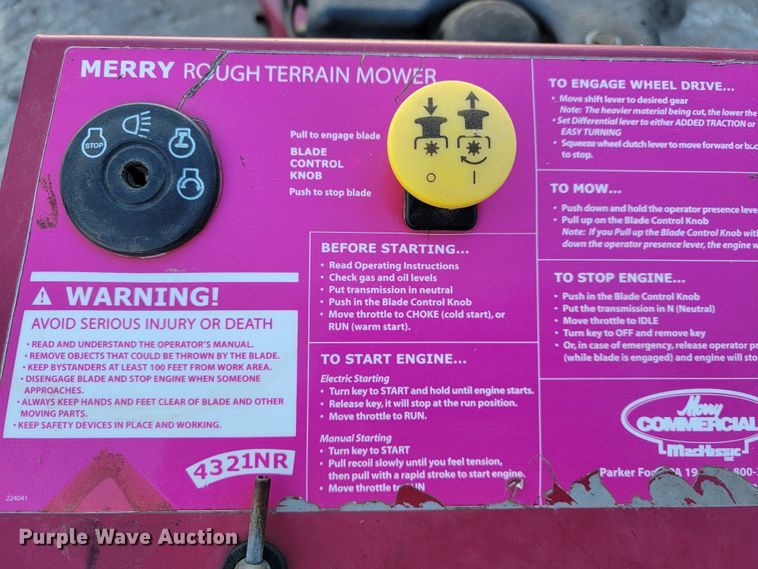 MERRY ROUGH TERRAIN MOWER
STOP
Pull to engage blade
BLADE
CONTROL
KNOB
Push to stop blade
WARNING!
AVOID SERIOUS INJURY OR DEATH
• READ AND UNDERSTAND THE OPERATOR'S MANUAL.
• REMOVE OBJECTS THAT COULD BE THROWN BY THE BLADE.
• KEEP BYSTANDERS AT LEAST 100 FEET FROM WORK AREA.
• DISENGAGE BLADE AND STOP ENGINE WHEN SOMEONE
APPROACHES.
• ALWAYS KEEP HANDS AND FEET CLEAR OF BLADE AND OTHER
MOVING PARTS.
• KEEP SAFETY DEVICES IN PLACE AND WORKING.
4321NR
224041
BEFORE STARTING...
• Read Operating Instructions
• Check gas and oil levels
• Put transmission in neutral
• Push in the Blade Control Knob
• Move throttle to CHOKE (cold start), or
RUN (warm start).
TO START ENGINE...
Electric Starting
• Turn key to START and hold until engine starts.
• Release key, it will stop at the run position.
• Move throttle to RUN.
Manual Starting
• Turn key to START
• Pull recoil slowly until you feel tension,
then pull with a rapid stroke to start engine.
• Move throttle to RUN
TO ENGAGE WHEEL DRIVE...
• Move shift lever to desired gear
Note: The heavier material being cut, the lower the
• Set Differential lever to either ADDED TRACTION or
EASY TURNING
• Squeeze wheel clutch lever to move forward or
to stop.
TO MOW...
• Push down and hold the operator presence
• Pull up on the Blade Control Knob
Note: If you Pull up the Blade Control Knob
down the operator presence lever, the engine
TO STOP ENGINE...
• Push in the Blade Control Knob
• Put the transmission in N (Neutral)
• Move throttle to IDLE
• Turn key to OFF and remove key
• Or, in case of emergency, release operator
(while blade is engaged) and engine will
Merry
COMMERCIAL
MacKissic
INC
Parker PA 19 800-
Purple Wave Auction